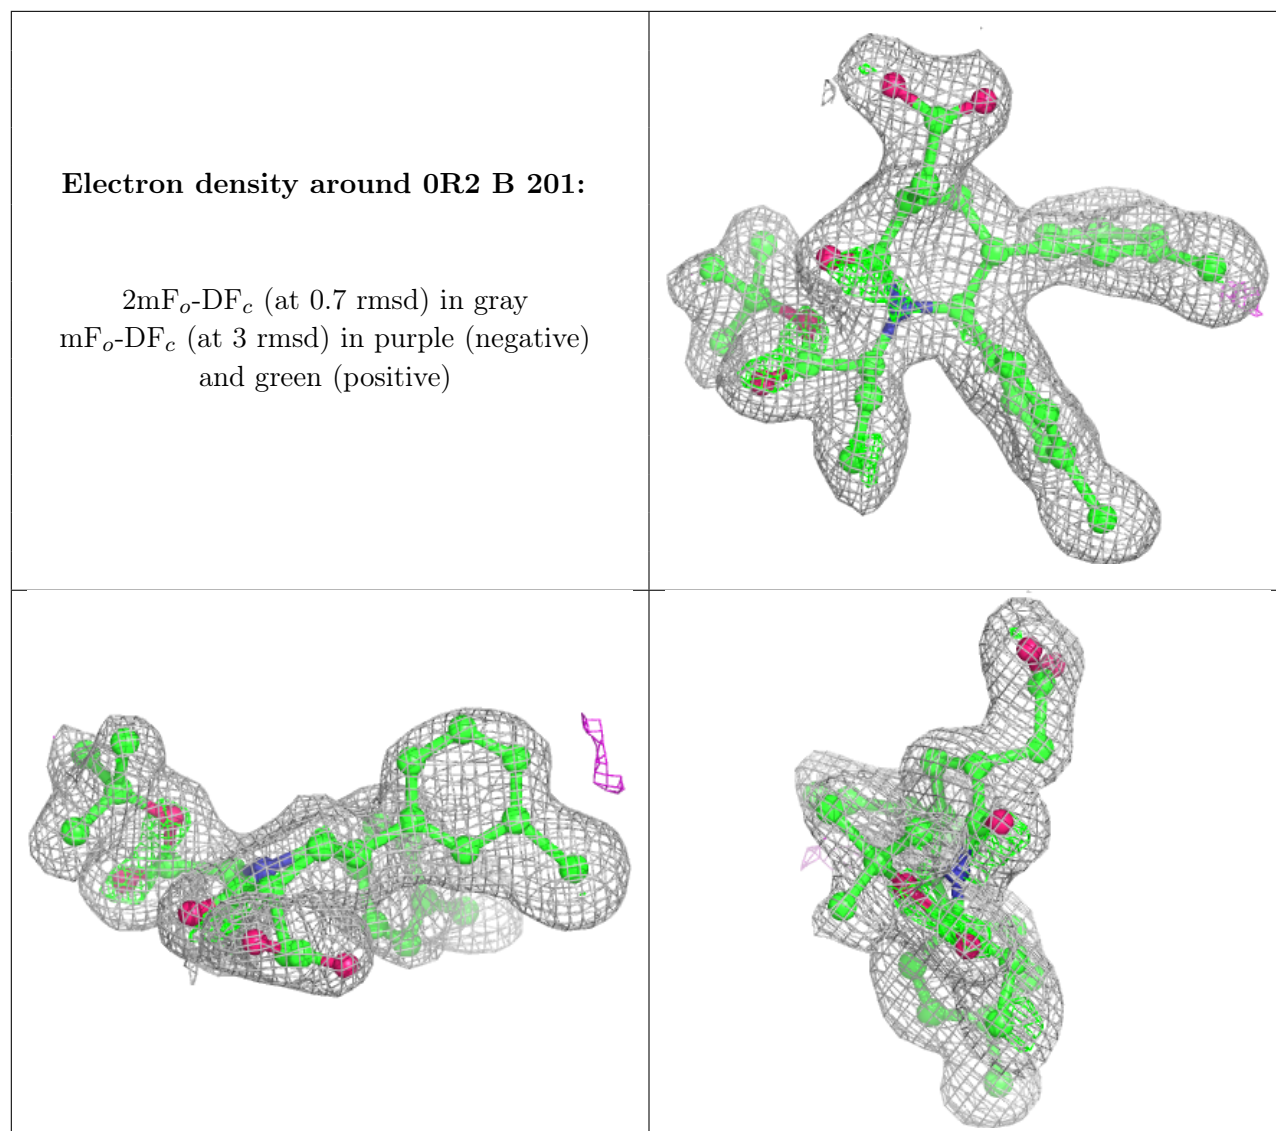 Electron density around 0R2 B 201:
2mFo-DFc (at 0.7 rmsd) in gray
mFo-DFc (at 3 rmsd) in purple (negative)
and green (positive)